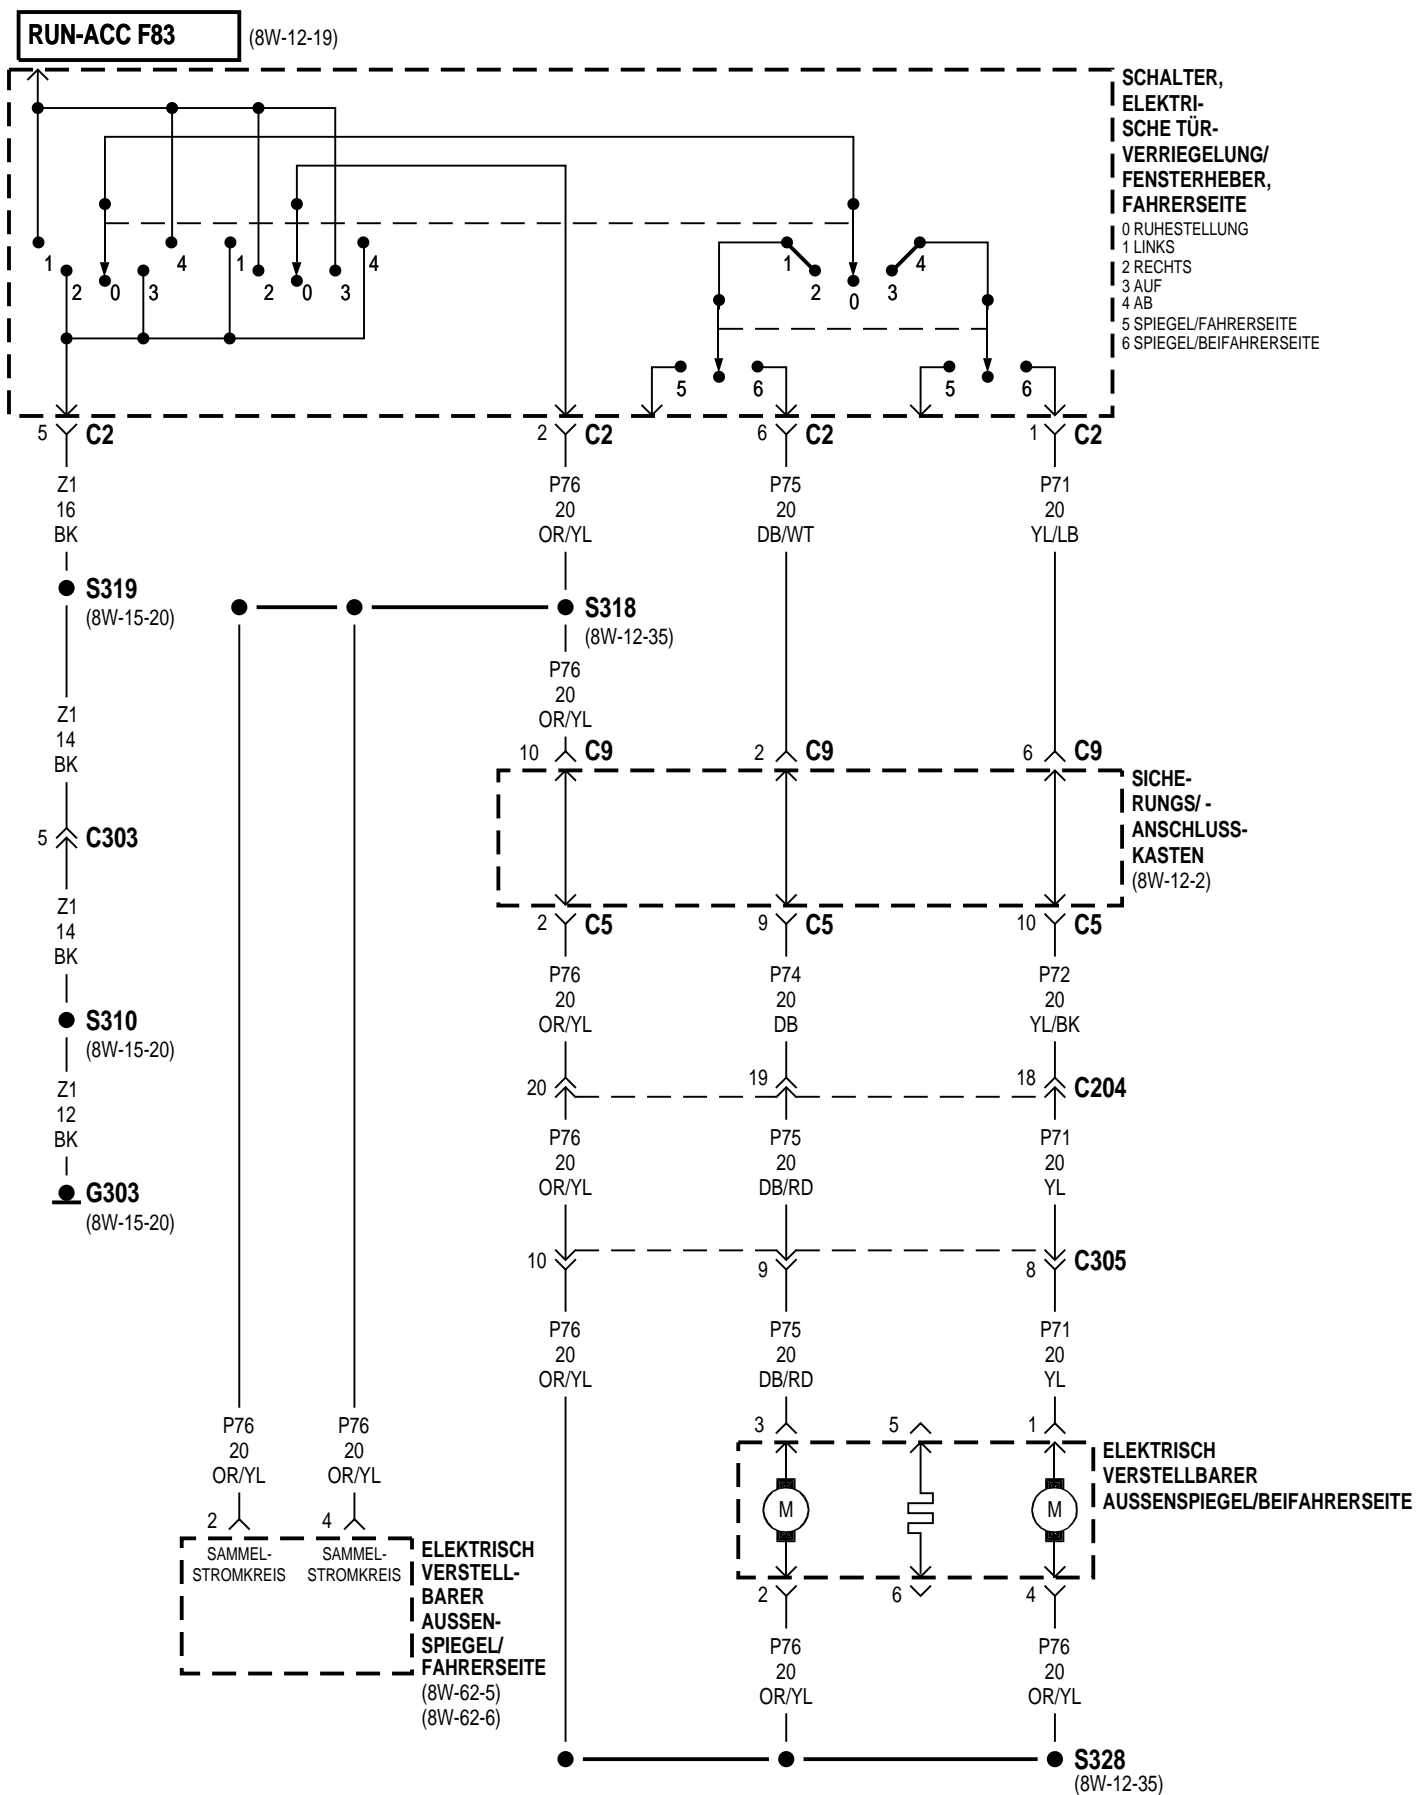 RUN-ACC F83 (8W-12-19)
SCHALTER,
ELEKTRI-
SCHE TÜR-
VERRIEGELUNG/
FENSTERHEBER,
FAHRERSEITE
0 RUHESTELLUNG
1 LINKS
2 RECHTS
3 AUF
4 AB
5 SPIEGEL/FAHRERSEITE
6 SPIEGEL/BEIFAHRERSEITE
1 4 1 4 1 4
2 0 3 2 0 3 2 0 3
5 6 5 6
5 C2 2 C2 6 C2 1 C2
Z1 P76 P75 P71
16 20 20 20
BK OR/YL DB/WT YL/LB
S319
(8W-15-20)
S318
(8W-12-35)
P76
20
OR/YL
Z1
14
BK
10 C9 2 C9 6 C9
SICHE-
RUNGS/ -
ANSCHLUSS-
KASTEN
(8W-12-2)
5 C303
Z1
14
BK
2 C5 9 C5 10 C5
P76 P74 P72
20 20 20
OR/YL DB YL/BK
S310
(8W-15-20)
Z1
12
BK
20 19 18 C204
P76 P75 P71
20 20 20
OR/YL DB/RD YL
G303
(8W-15-20)
10 9 8 C305
P76 P75 P71
20 20 20
OR/YL DB/RD YL
P76 P76
20 20
OR/YL OR/YL
3 5 1
M M
ELEKTRISCH
VERSTELLBARER
AUSSENSPIEGEL/BEIFAHRERSEITE
2 4
SAMMEL- SAMMEL-
STROMKREIS STROMKREIS
ELEKTRISCH
VERSTELL-
BARER
AUSSEN-
SPIEGEL/
FAHRERSEITE
(8W-62-5)
(8W-62-6)
2 6 4
P76 P76
20 20
OR/YL OR/YL
S328
(8W-12-35)